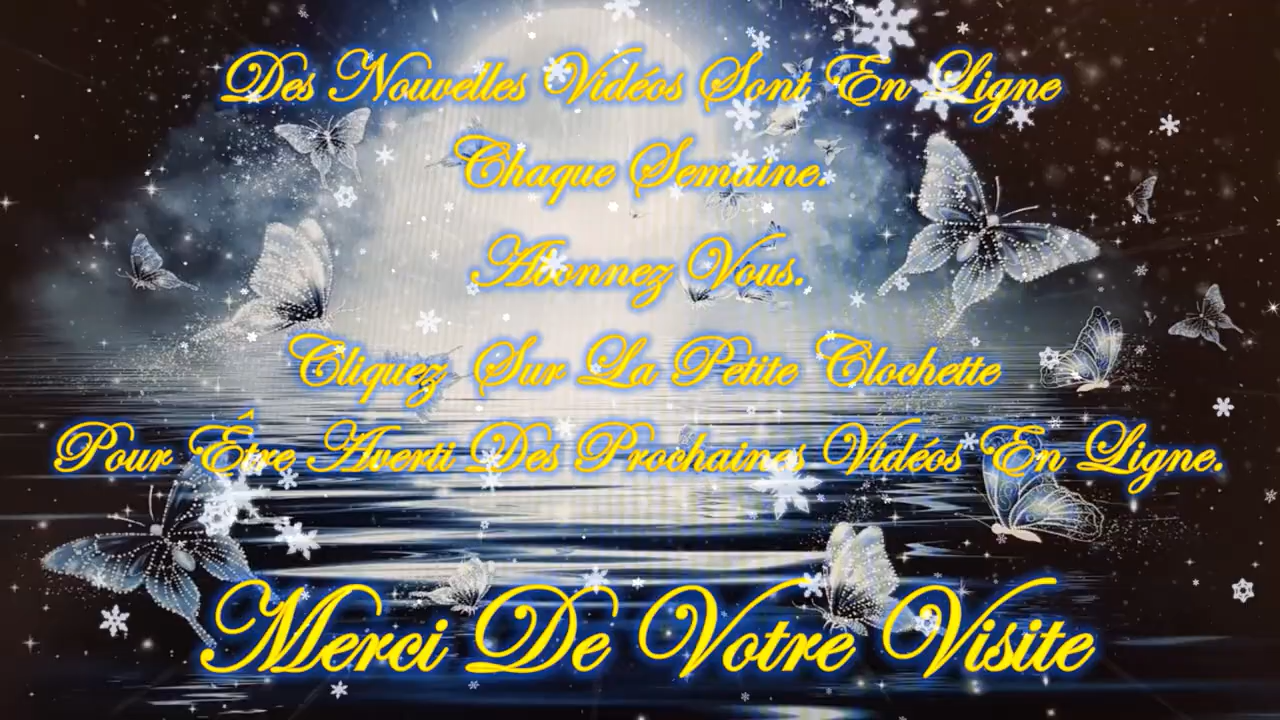 Des Nouvelles Vidéos Sont En Ligne
Chaque Semaine.
Abonnez Vous.
Cliquez Sur La Petite Clochette
Pour Être Averti Des Prochaines Vidéos En Ligne.
Merci De Votre Visite